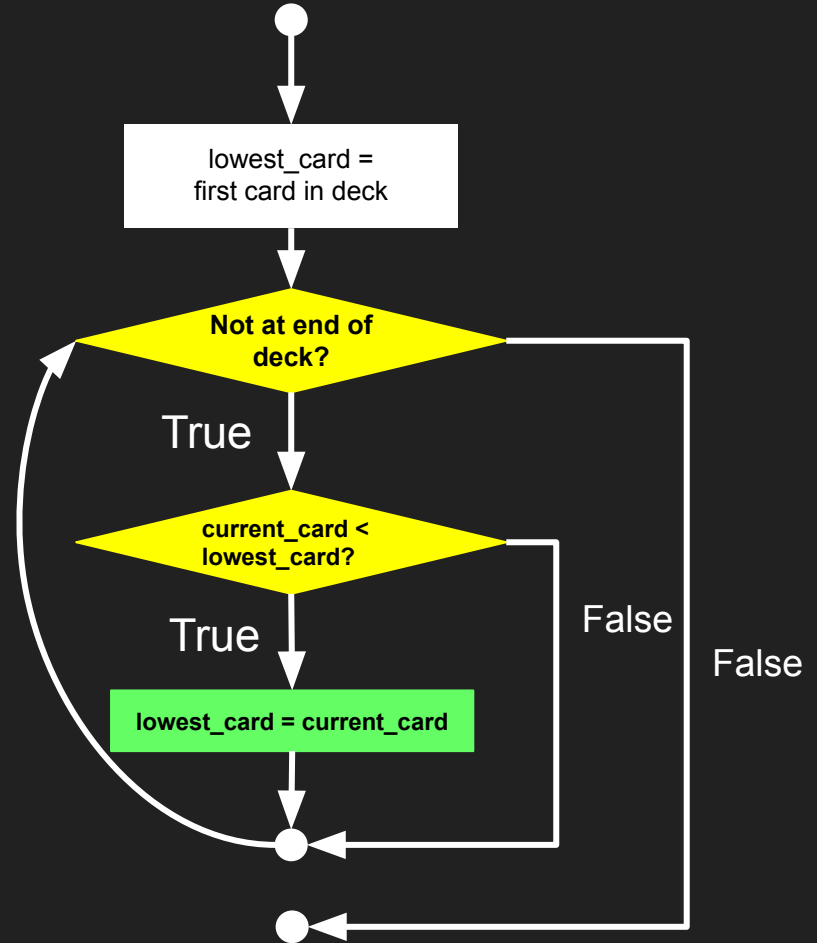 lowest_card =
first card in deck
Not at end of
deck?
True
current_card <
lowest_card?
True
False
False
lowest_card = current_card